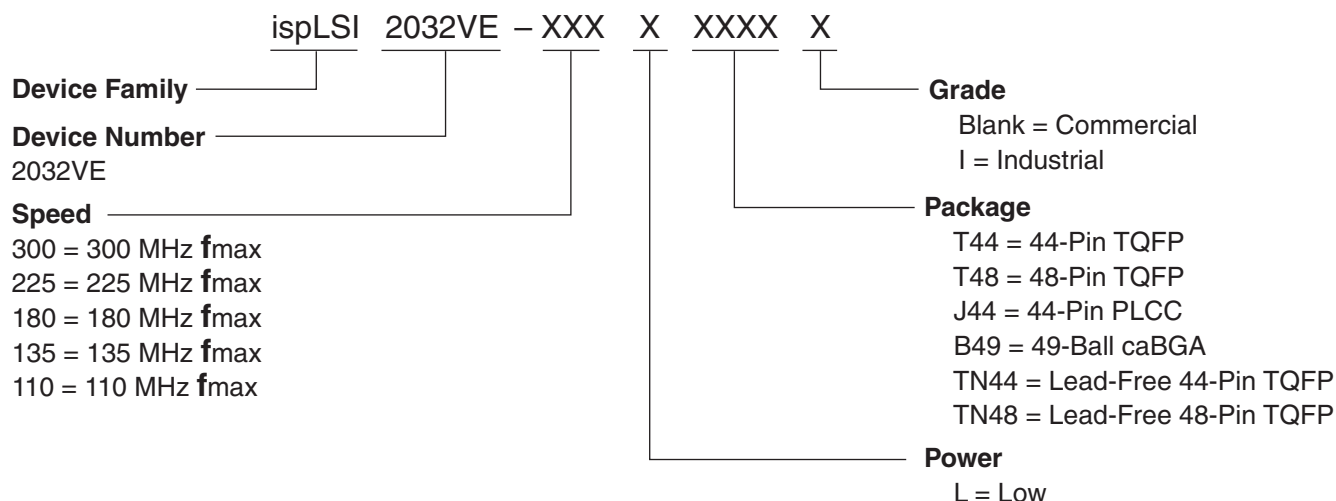 ispLSI 2032VE – XXX X XXXX X
Device Family
Device Number
2032VE
Speed
300 = 300 MHz fmax
225 = 225 MHz fmax
180 = 180 MHz fmax
135 = 135 MHz fmax
110 = 110 MHz fmax
Grade
Blank = Commercial
I = Industrial
Package
T44 = 44-Pin TQFP
T48 = 48-Pin TQFP
J44 = 44-Pin PLCC
B49 = 49-Ball caBGA
TN44 = Lead-Free 44-Pin TQFP
TN48 = Lead-Free 48-Pin TQFP
Power
L = Low